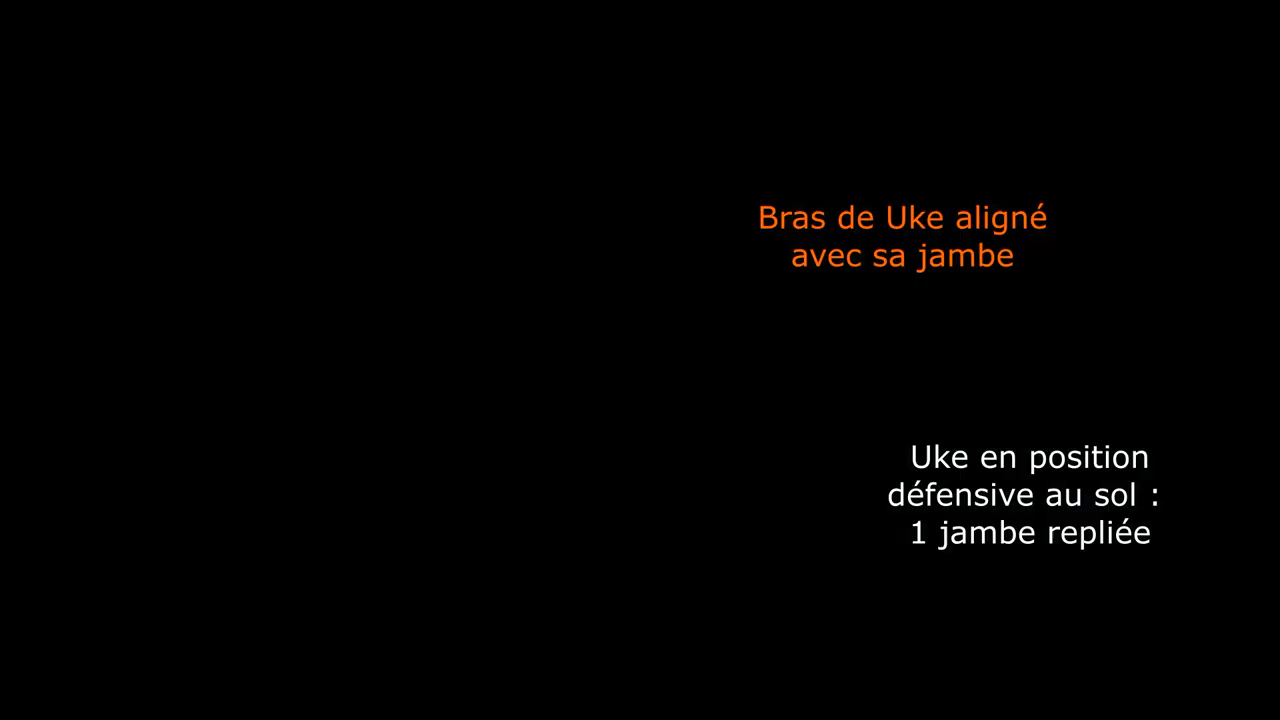 Bras de Uke aligné
avec sa jambe
Uke en position
défensive au sol :
1 jambe repliée